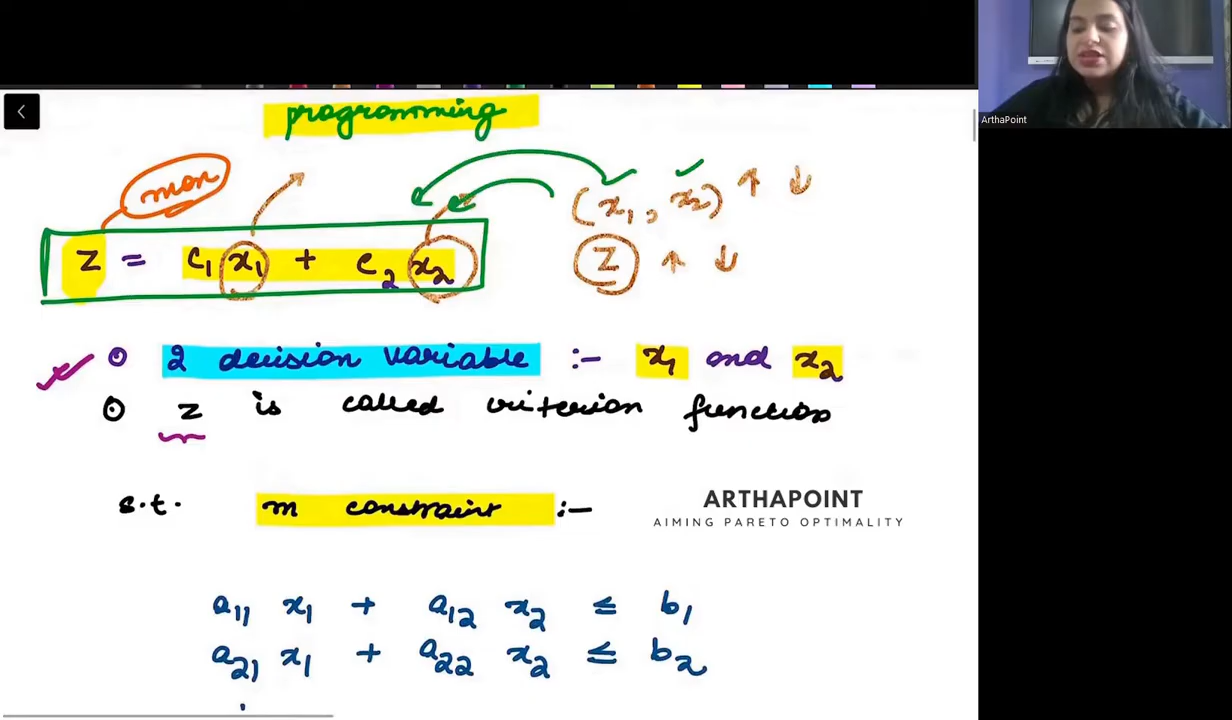 programming
max
(x₁, x₂) ↑ ↓
Z = c₁ x₁ + c₂ x₂
Z ↑ ↓
2 decision variable :- x₁ and x₂
Z is called criterion function
s.t. m constraint :-
ARTHAPOINT
AIMING PARETO OPTIMALITY
a₁₁ x₁ + a₁₂ x₂ ≤ b₁
a₂₁ x₁ + a₂₂ x₂ ≤ b₂
ArthaPoint